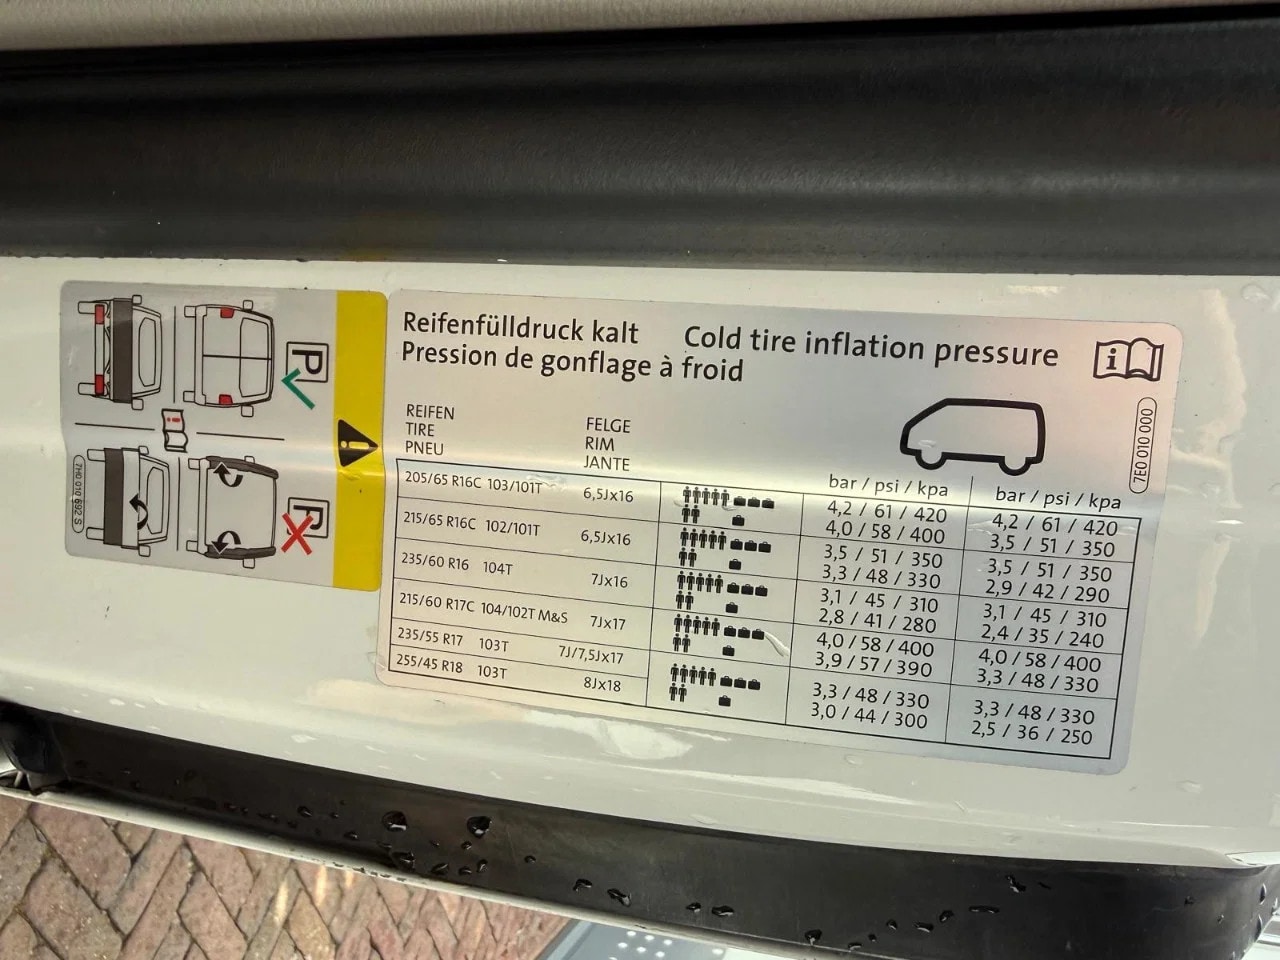 Reifenfülldruck kalt Cold tire inflation pressure
Pression de gonflage à froid
i
REIFEN
TIRE
PNEU
FELGE
RIM
JANTE
bar / psi / kpa bar / psi / kpa
205/65 R16C 103/101T 6,5Jx16
4,2 / 61 / 420 4,2 / 61 / 420
4,0 / 58 / 400 3,5 / 51 / 350
215/65 R16C 102/101T 6,5Jx16
3,5 / 51 / 350 3,5 / 51 / 350
3,3 / 48 / 330 2,9 / 42 / 290
235/60 R16 104T 7Jx16
3,1 / 45 / 310 3,1 / 45 / 310
2,8 / 41 / 280 2,4 / 35 / 240
215/60 R17C 104/102T M&S 7Jx17
4,0 / 58 / 400 4,0 / 58 / 400
3,9 / 57 / 390 3,3 / 48 / 330
235/55 R17 103T 7J/7,5Jx17
255/45 R18 103T 8Jx18
3,3 / 48 / 330 3,3 / 48 / 330
3,0 / 44 / 300 2,5 / 36 / 250
7E0 010 000
P
i
P
7H0 010 692 S